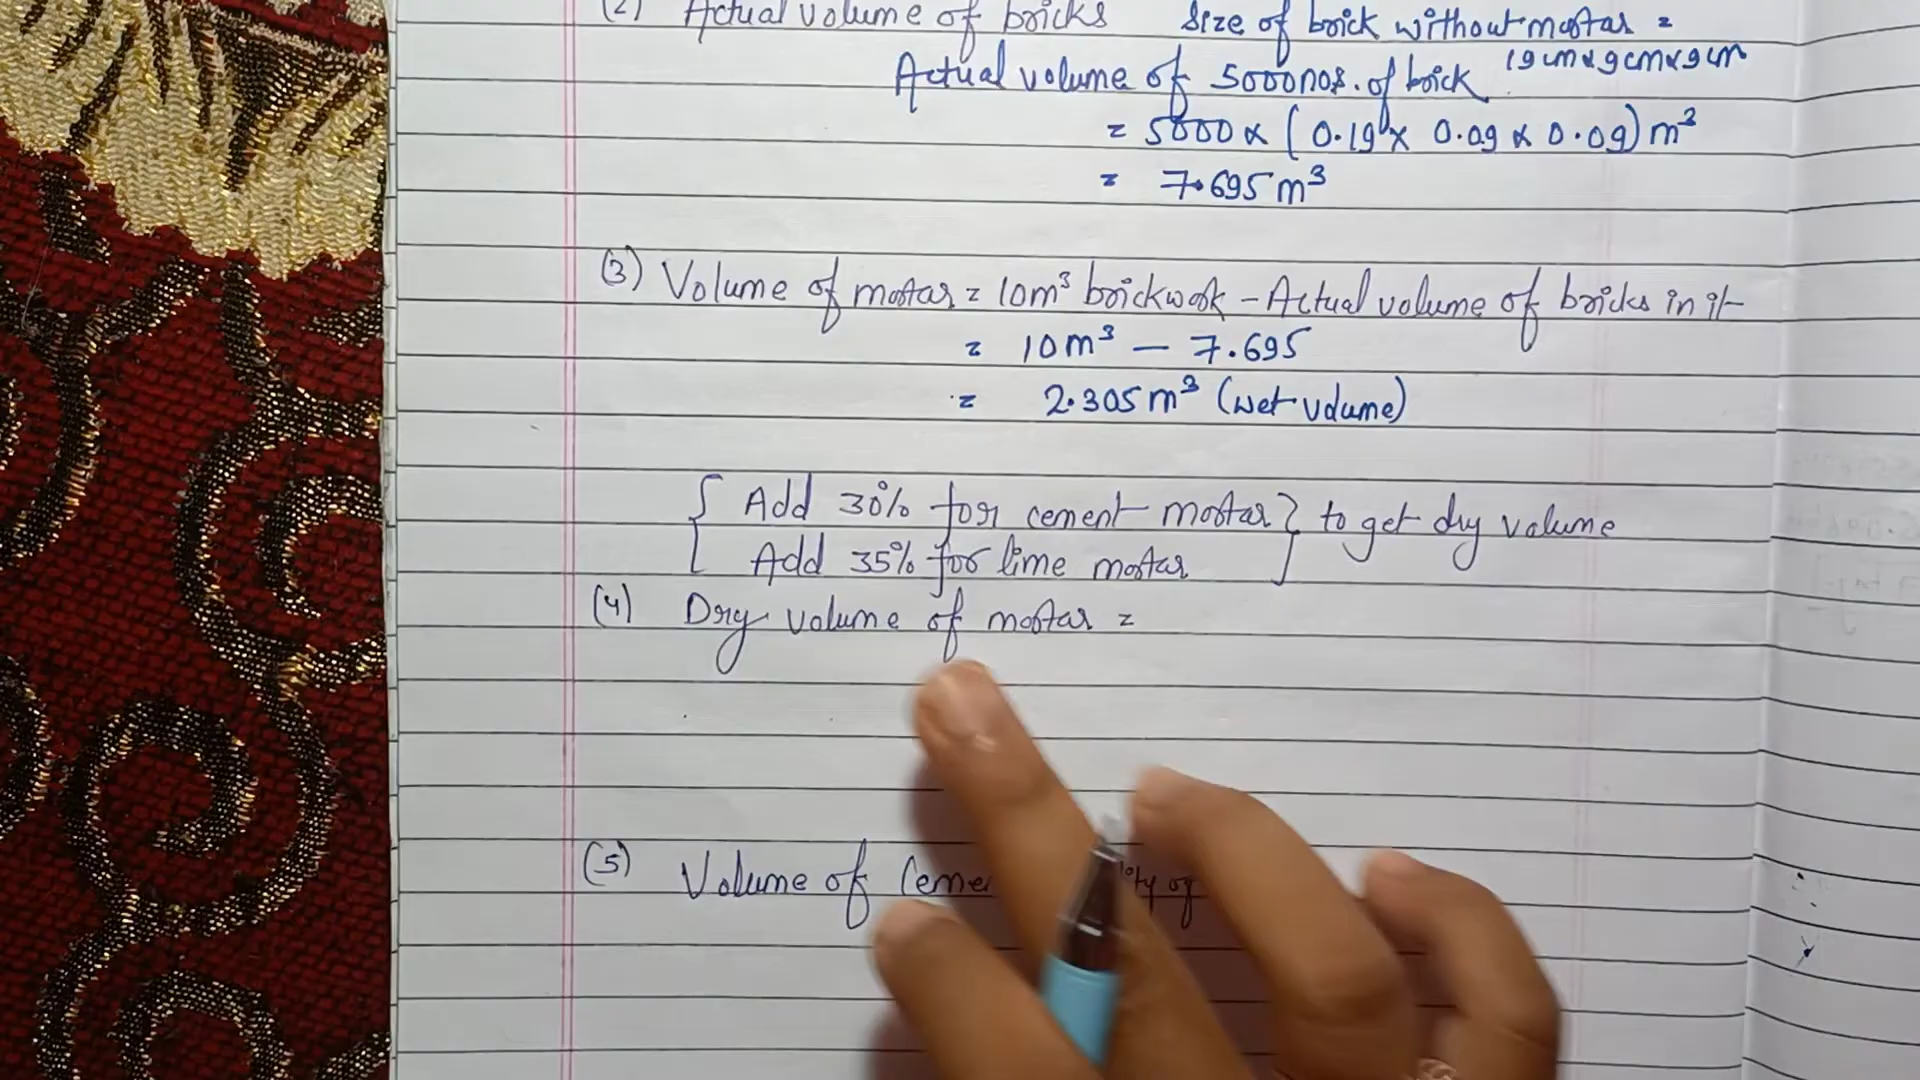 (2) Actual volume of bricks Size of brick without mortar =
19cm x 9cm x 9cm
Actual volume of 5000nos. of brick
= 5000 x (0.19 x 0.09 x 0.09) m³
= 7.695 m³
(3) Volume of mortar = 10m³ brickwork - Actual volume of bricks in it
= 10m³ - 7.695
= 2.305 m³ (wet volume)
{ Add 30% for cement mortar } to get dry volume
Add 35% for lime mortar
(4) Dry volume of mortar =
(5) Volume of